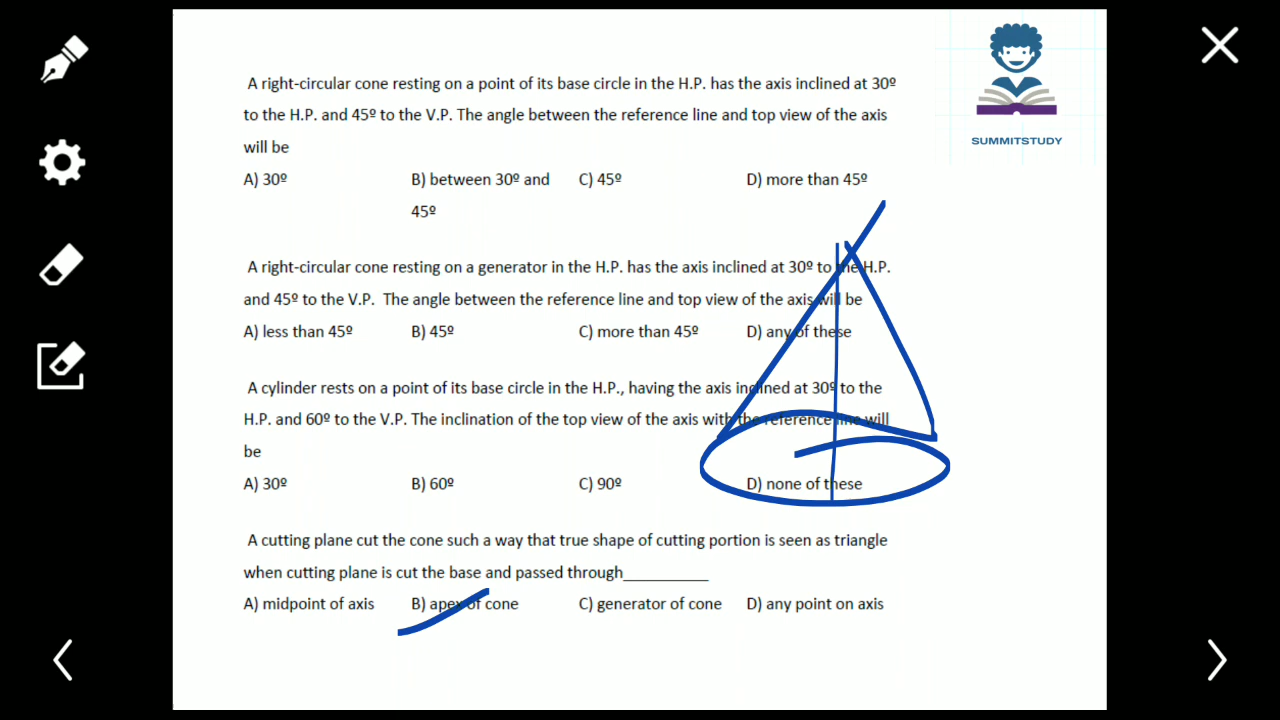 SUMMITSTUDY
A right-circular cone resting on a point of its base circle in the H.P. has the axis inclined at 30º
to the H.P. and 45º to the V.P. The angle between the reference line and top view of the axis
will be
A) 30º B) between 30º and 45º C) 45º D) more than 45º
A right-circular cone resting on a generator in the H.P. has the axis inclined at 30º to the H.P.
and 45º to the V.P. The angle between the reference line and top view of the axis will be
A) less than 45º B) 45º C) more than 45º D) any of these
A cylinder rests on a point of its base circle in the H.P., having the axis inclined at 30º to the
H.P. and 60º to the V.P. The inclination of the top view of the axis with the reference line will
be
A) 30º B) 60º C) 90º D) none of these
A cutting plane cut the cone such a way that true shape of cutting portion is seen as triangle
when cutting plane is cut the base and passed through__________
A) midpoint of axis B) apex of cone C) generator of cone D) any point on axis